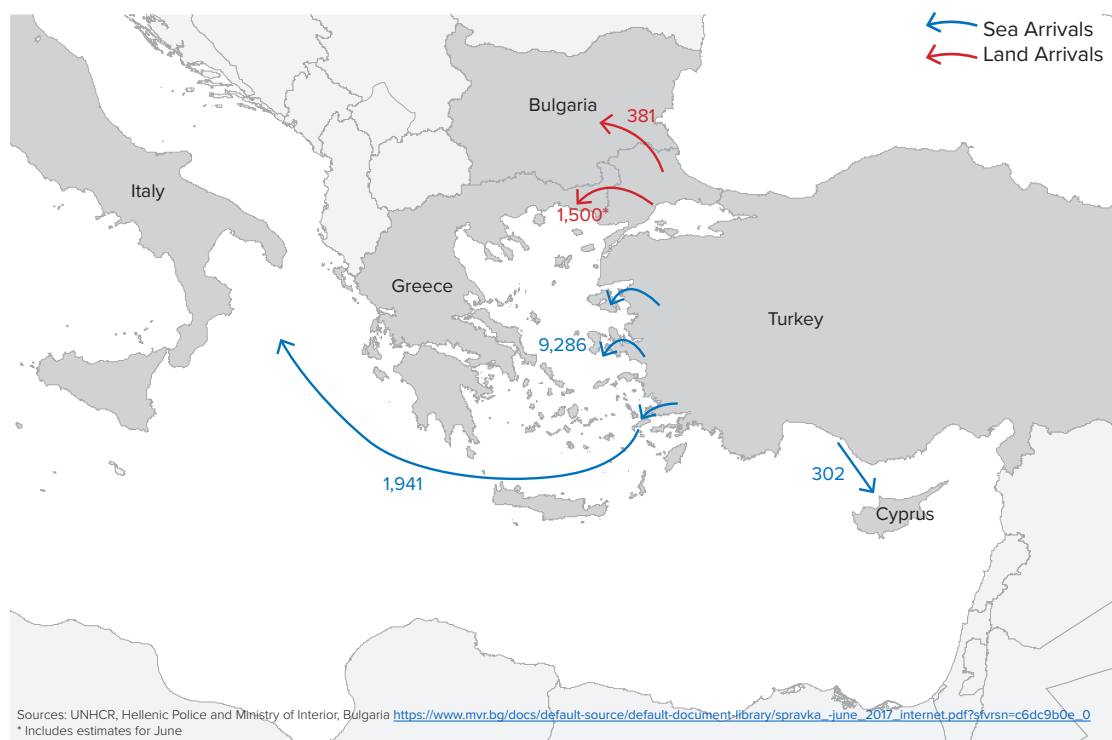 Sea Arrivals
Land Arrivals
Bulgaria
381
Italy
1,500*
Greece
Turkey
9,286
1,941
302
Cyprus
Sources: UNHCR, Hellenic Police and Ministry of Interior, Bulgaria https://www.mvr.bg/docs/default-source/default-document-library/spravka_-june_2017_internet.pdf?sfvrsn=c6dc9b0e_0
* Includes estimates for June